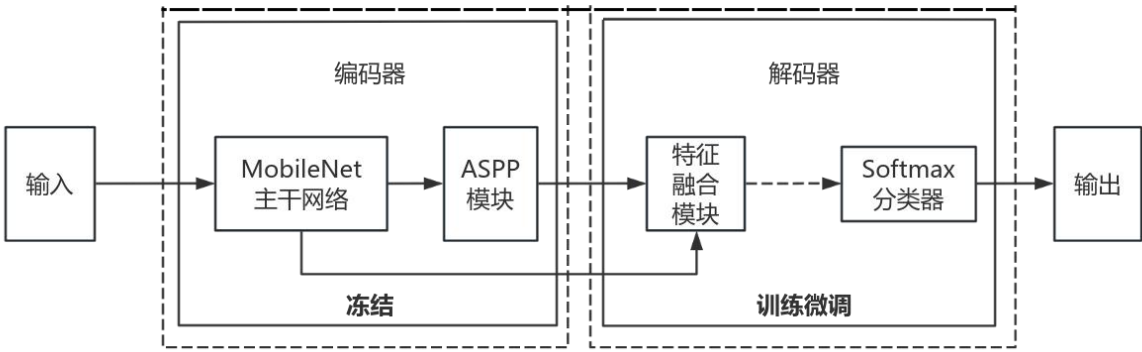 编码器
解码器
输入
MobileNet
主干网络
ASPP
模块
特征
融合
模块
Softmax
分类器
输出
冻结
训练微调